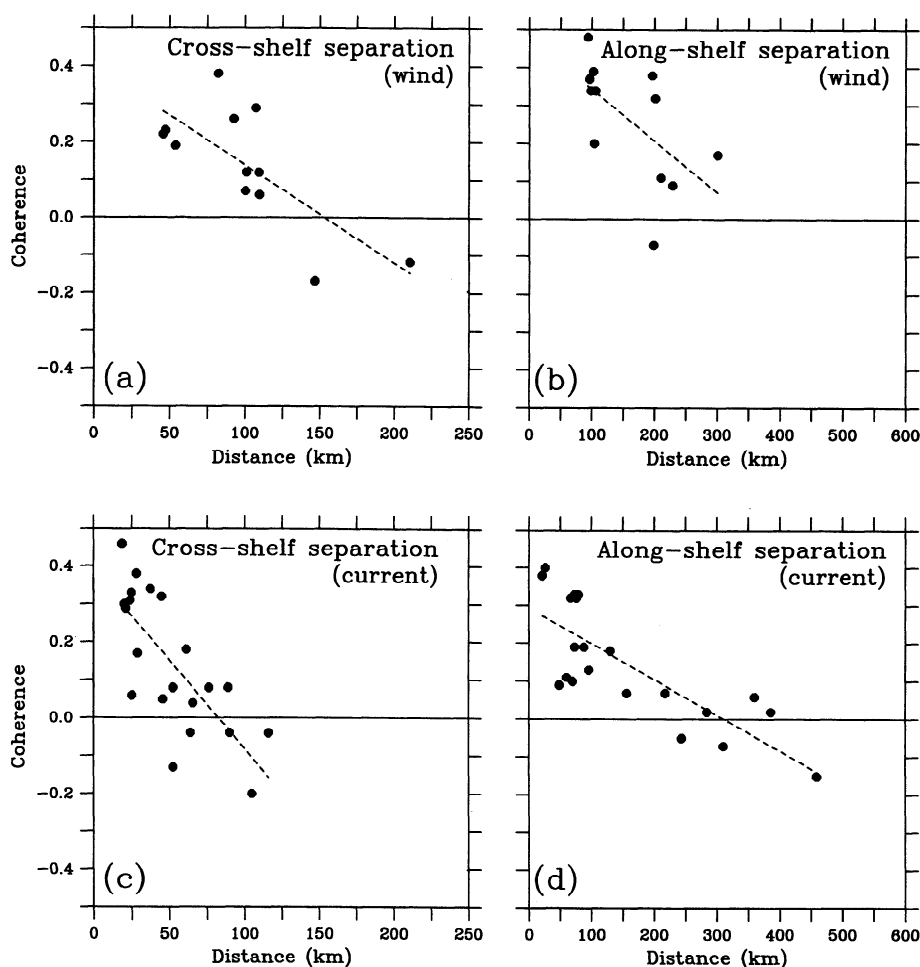 Cross-shelf separation
(wind)
Coherence
0.4
0.2
0.0
-0.2
-0.4
(a)
0 50 100 150 200 250
Distance (km)
Along-shelf separation
(wind)
(b)
0 100 200 300 400 500 600
Distance (km)
Cross-shelf separation
(current)
Coherence
0.4
0.2
0.0
-0.2
-0.4
(c)
0 50 100 150 200 250
Distance (km)
Along-shelf separation
(current)
(d)
0 100 200 300 400 500 600
Distance (km)